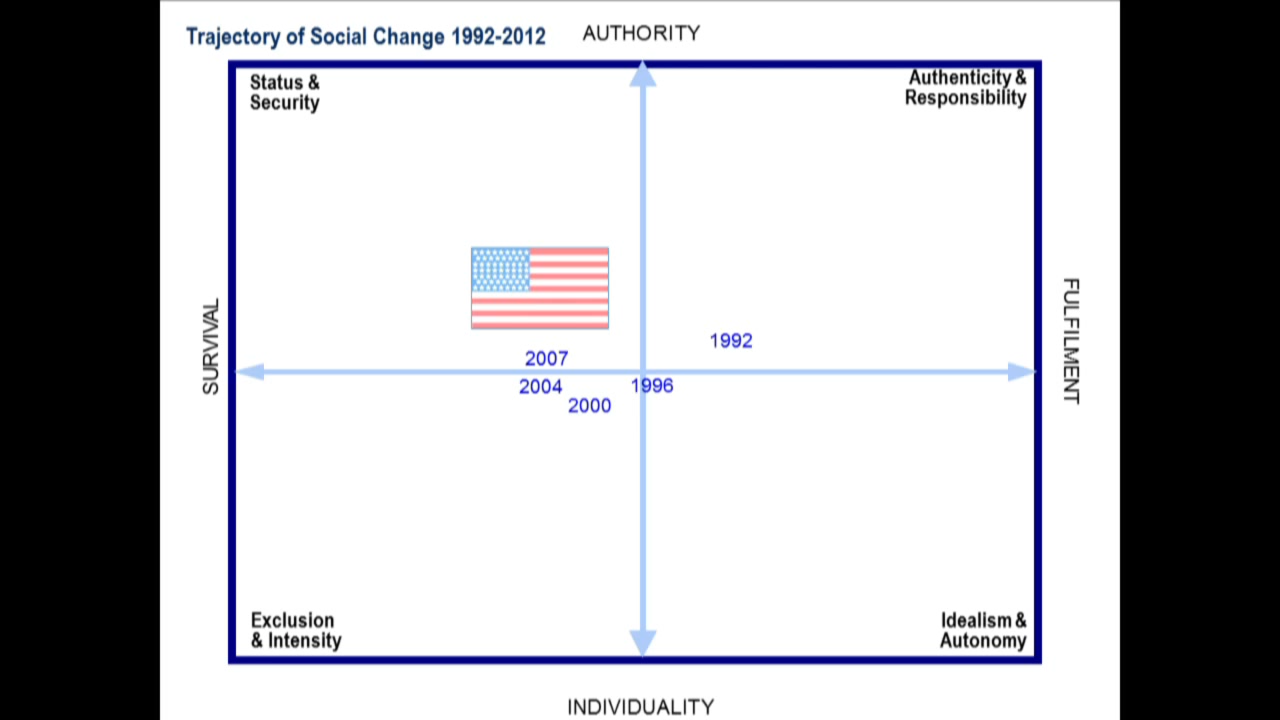 Trajectory of Social Change 1992-2012
AUTHORITY
Status &
Security
Authenticity &
Responsibility
SURVIVAL
FULFILMENT
1992
2007
2004
1996
2000
Exclusion
& Intensity
Idealism &
Autonomy
INDIVIDUALITY